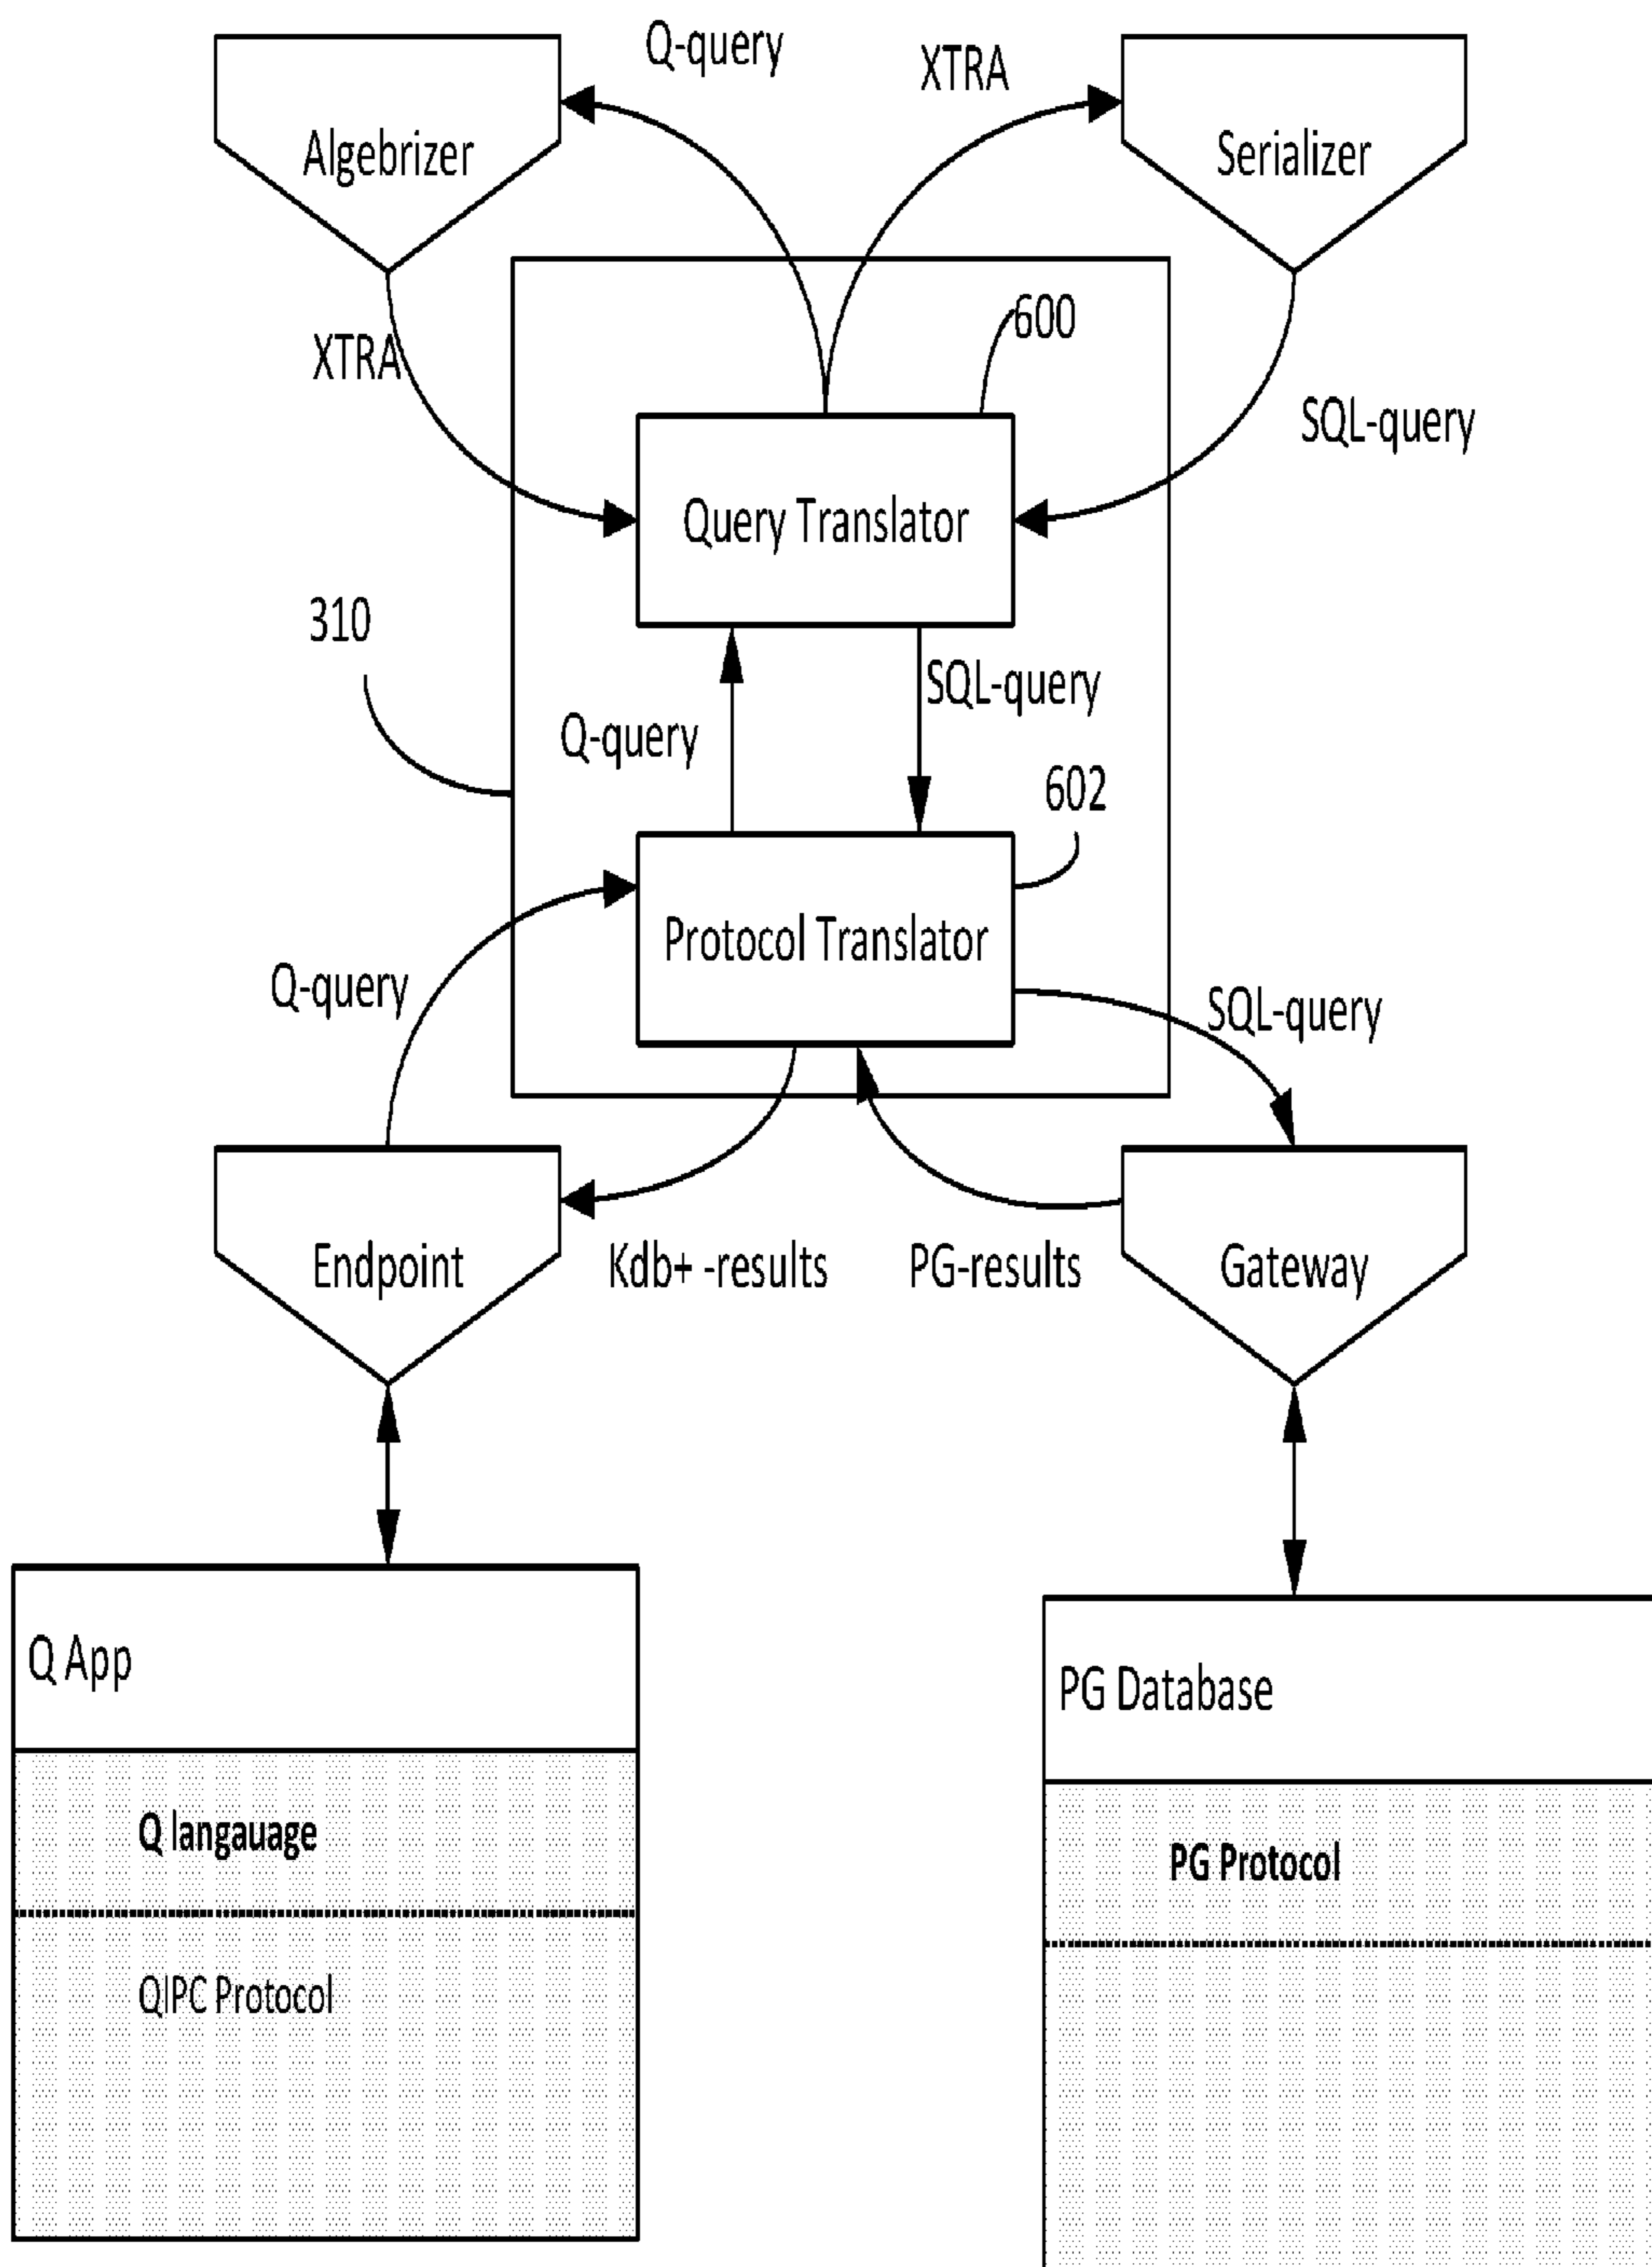 Q-query
XTRA
Algebrizer
Serializer
600
XTRA
SQL-query
Query Translator
310
SQL-query
Q-query
602
Protocol Translator
Q-query
SQL-query
Endpoint
Kdb+ -results
PG-results
Gateway
Q App
PG Database
Q langauage
PG Protocol
QIPC Protocol